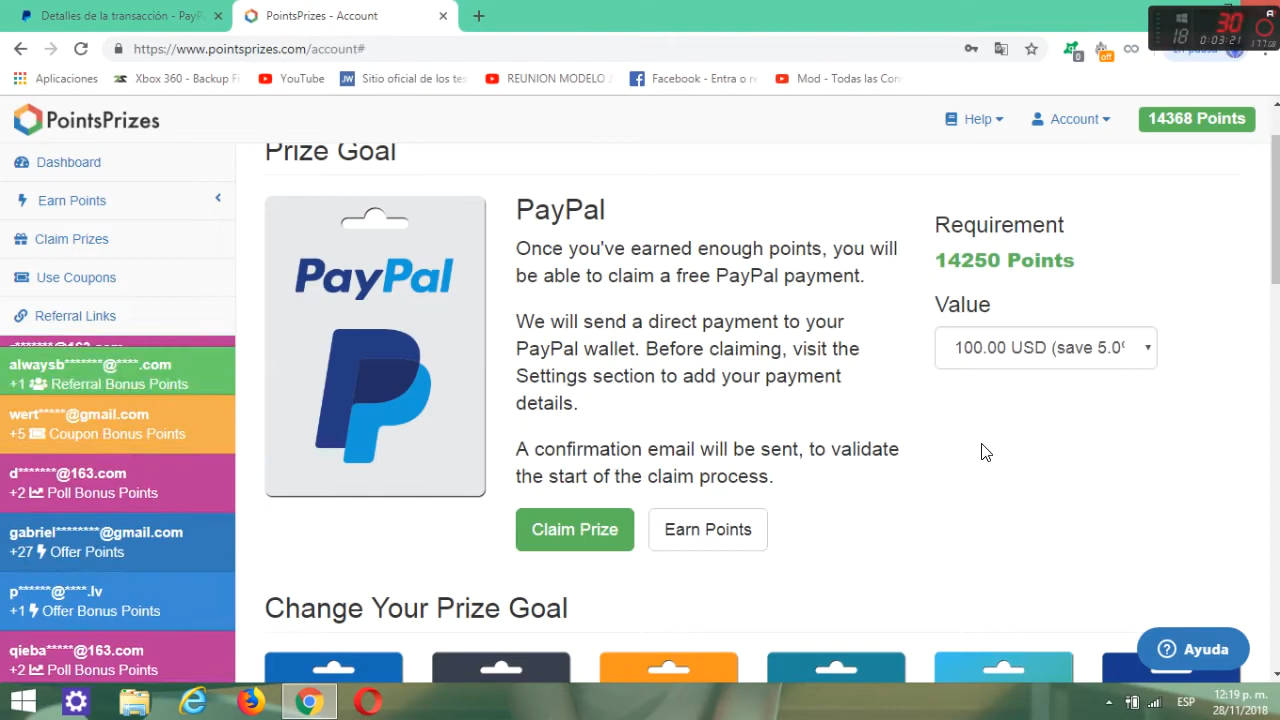 Detalles de la transacción - PayP
PointsPrizes - Account
30
18
0:03:21
https://www.pointsprizes.com/account#
0
off
Aplicaciones
Xbox 360 - Backup F
YouTube
Sitio oficial de los tes
REUNION MODELO
Facebook - Entra o re
Mod - Todas las Con
PointsPrizes
Help
Account
14368 Points
Dashboard
Earn Points
Claim Prizes
Use Coupons
Referral Links
alwaysb*******@****.com
+1 Referral Bonus Points
wert*****@gmail.com
+5 Coupon Bonus Points
d*******@163.com
+2 Poll Bonus Points
gabriel********@gmail.com
+27 Offer Points
p******@****.lv
+1 Offer Bonus Points
qieba*****@163.com
+2 Poll Bonus Points
Prize Goal
PayPal
PayPal
Once you've earned enough points, you will
be able to claim a free PayPal payment.
We will send a direct payment to your
PayPal wallet. Before claiming, visit the
Settings section to add your payment
details.
A confirmation email will be sent, to validate
the start of the claim process.
Claim Prize
Earn Points
Requirement
14250 Points
Value
100.00 USD (save 5.0
Change Your Prize Goal
Ayuda
ESP
12:19 p. m.
28/11/2018